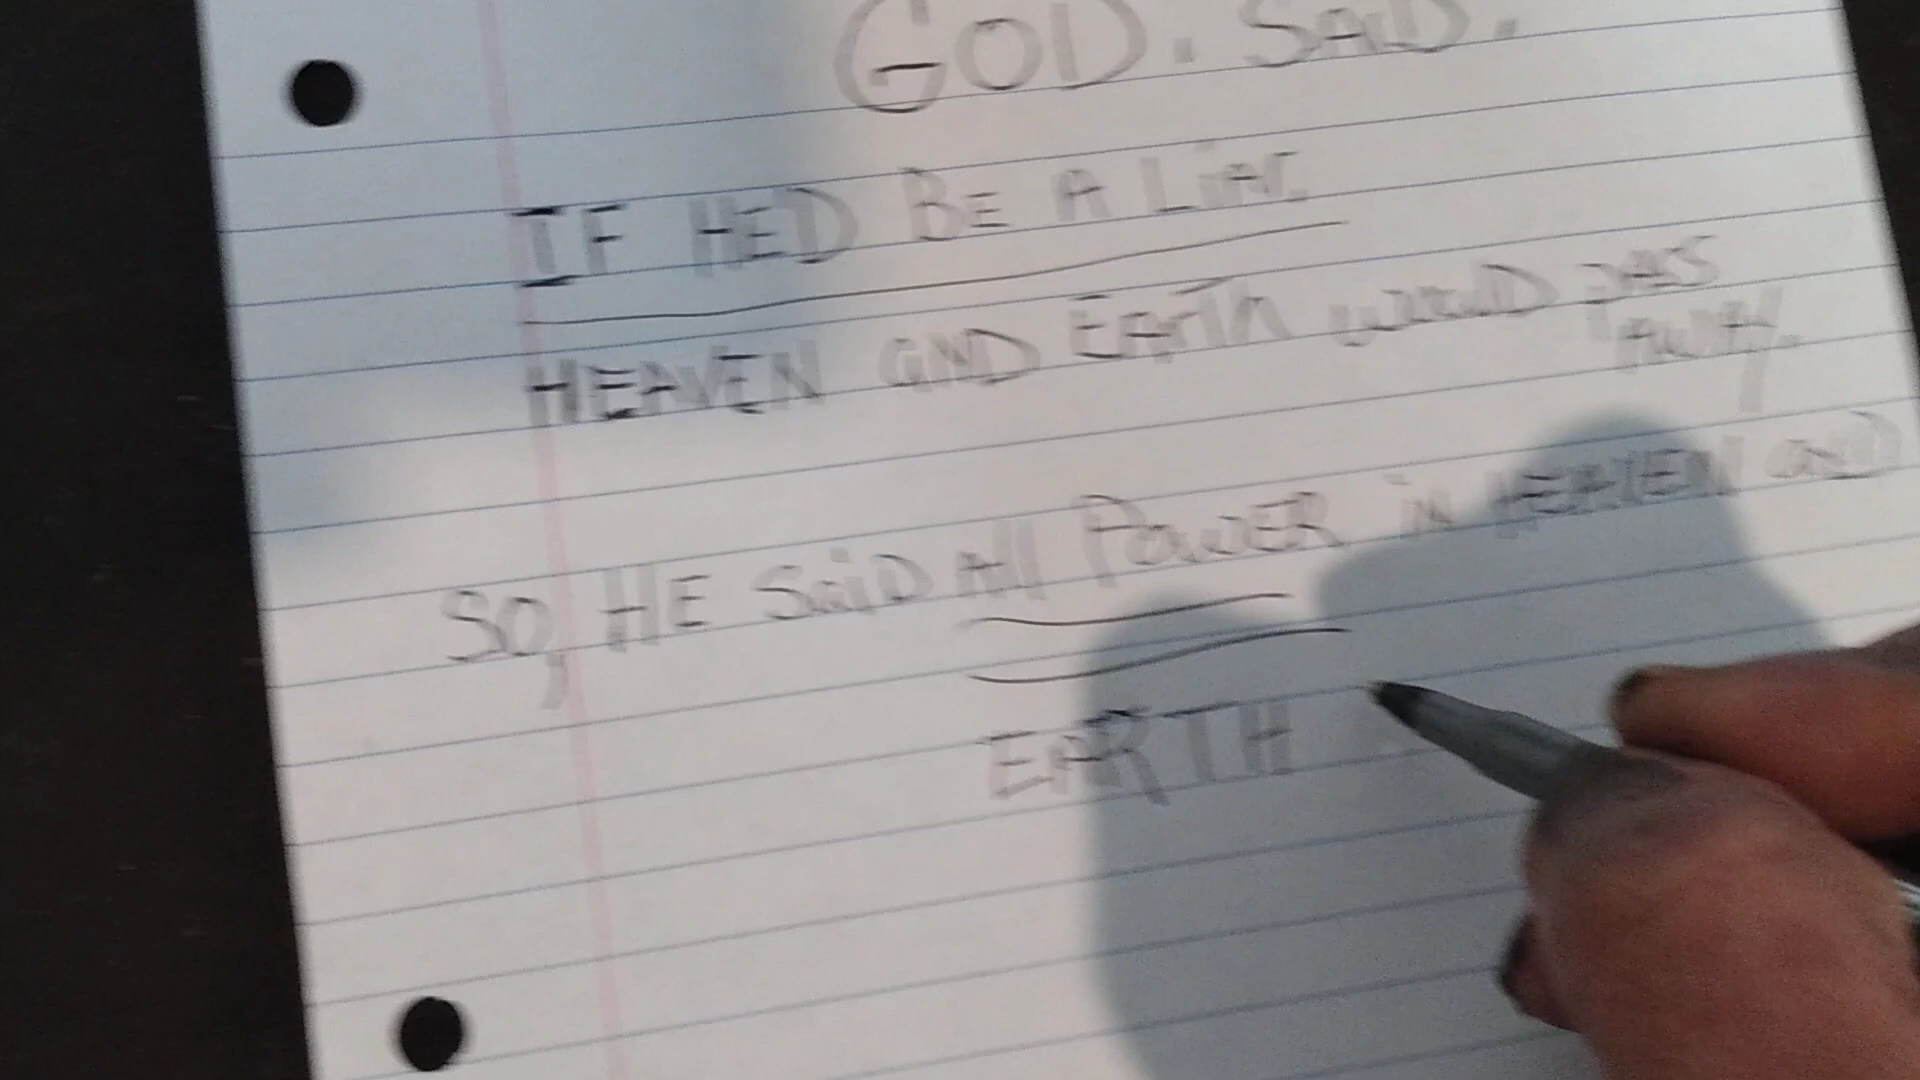 GOD. SAID.
IF HED BE A LiAr.
HEAVEN AND EArTh would PASS
AWAY.
SO, HE SAiD All POWER iN HEAVEN AND
EARTH